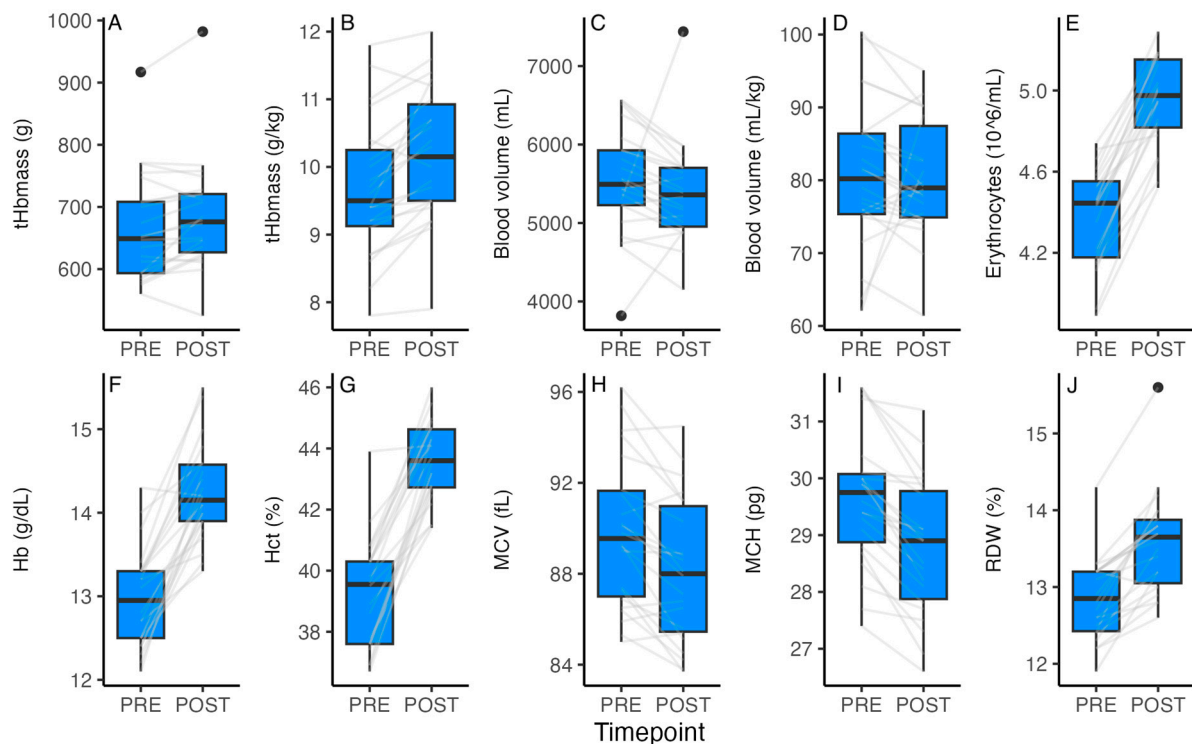 A
tHbmass (g)
1000
900
800
700
600
PRE POST
B
tHbmass (g/kg)
12
11
10
9
8
PRE POST
C
Blood volume (mL)
7000
6000
5000
4000
PRE POST
D
Blood volume (mL/kg)
100
90
80
70
60
PRE POST
E
Erythrocytes (10^6/mL)
5.0
4.6
4.2
PRE POST
F
Hb (g/dL)
15
14
13
12
PRE POST
G
Hct (%)
46
44
42
40
38
PRE POST
H
MCV (fL)
96
92
88
84
PRE POST
I
MCH (pg)
31
30
29
28
27
PRE POST
J
RDW (%)
15
14
13
12
PRE POST
Timepoint